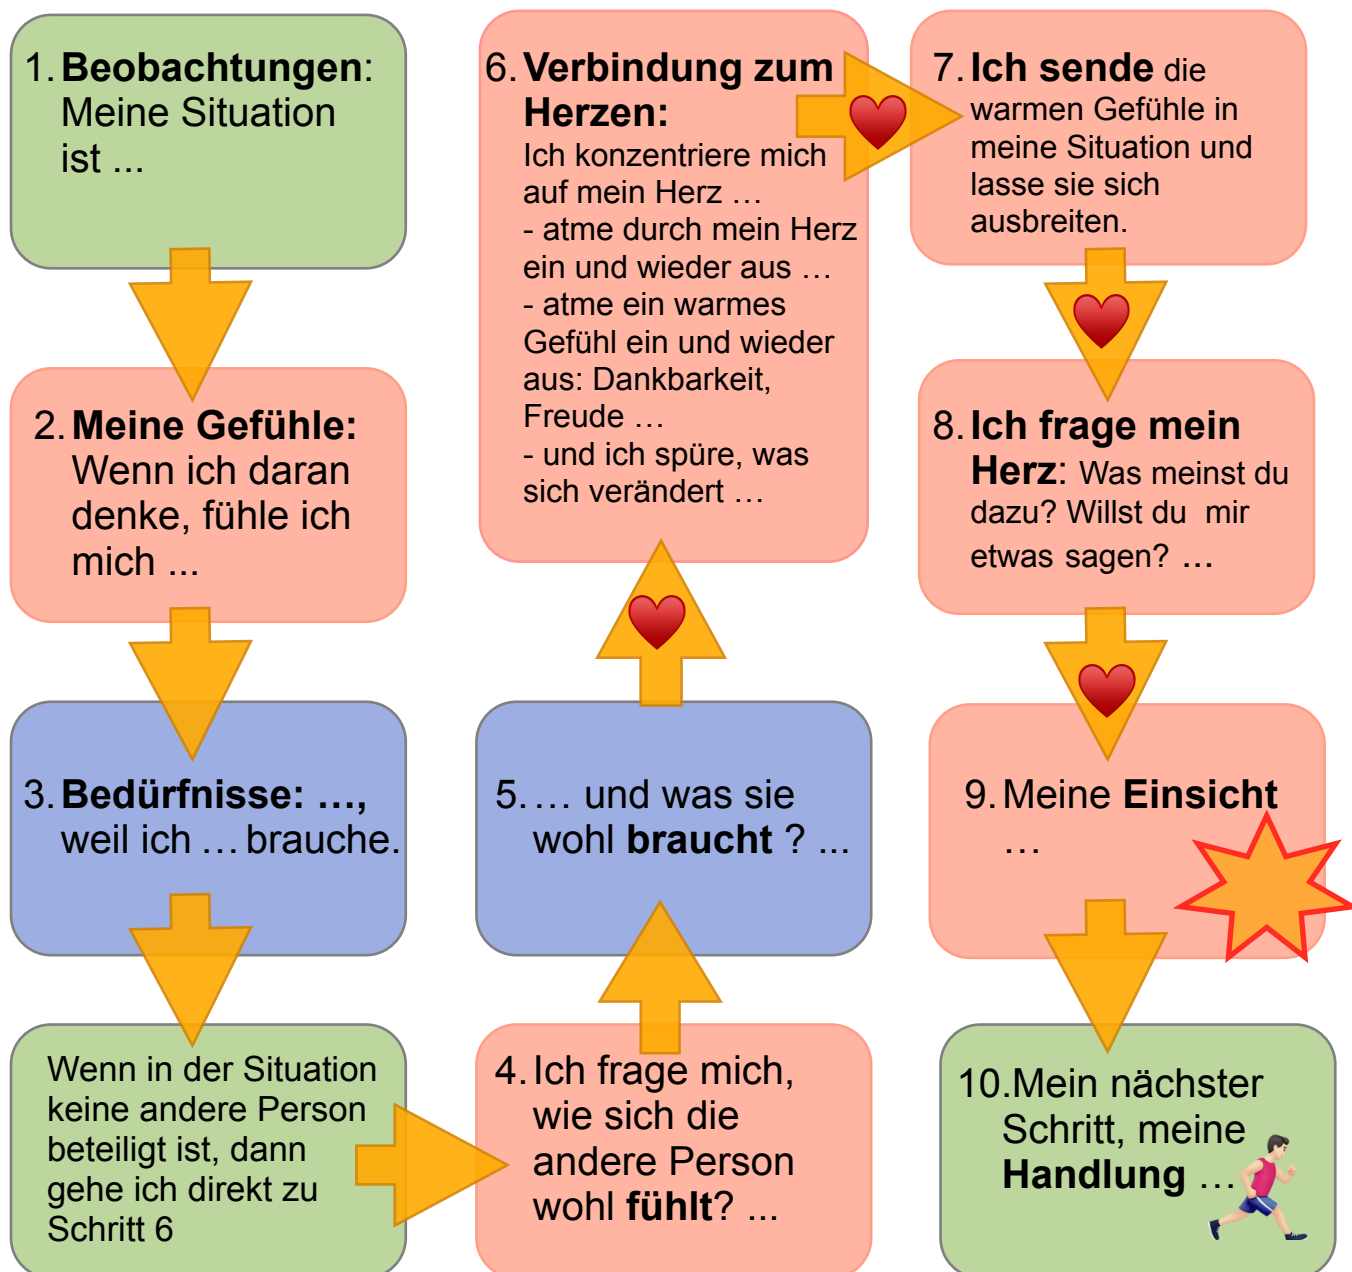 1. Beobachtungen:
Meine Situation
ist ...
2. Meine Gefühle:
Wenn ich daran
denke, fühle ich
mich ...
3. Bedürfnisse: …,
weil ich … brauche.
Wenn in der Situation
keine andere Person
beteiligt ist, dann
gehe ich direkt zu
Schritt 6
4. Ich frage mich,
wie sich die
andere Person
wohl fühlt? ...
5. … und was sie
wohl braucht ? ...
6. Verbindung zum
Herzen:
Ich konzentriere mich
auf mein Herz …
- atme durch mein Herz
ein und wieder aus …
- atme ein warmes
Gefühl ein und wieder
aus: Dankbarkeit,
Freude …
- und ich spüre, was
sich verändert …
7. Ich sende die
warmen Gefühle in
meine Situation und
lasse sie sich
ausbreiten.
8. Ich frage mein
Herz: Was meinst du
dazu? Willst du mir
etwas sagen? …
9. Meine Einsicht
…
10. Mein nächster
Schritt, meine
Handlung …